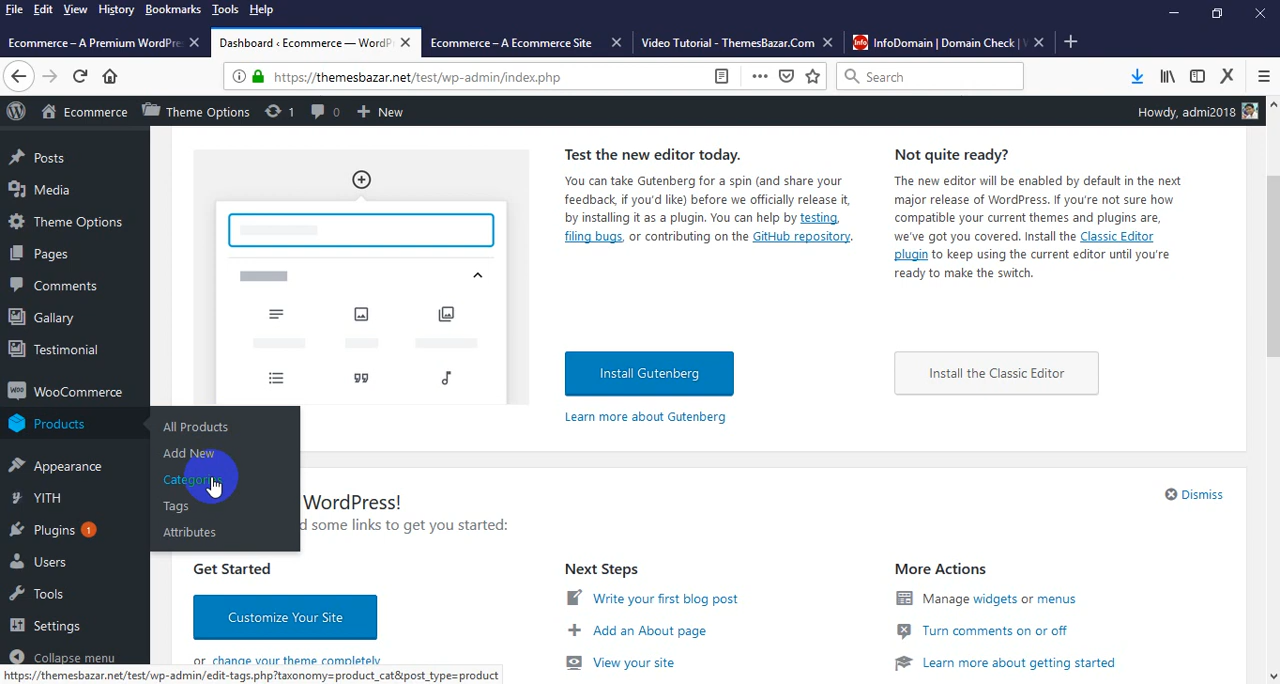 File Edit View History Bookmarks Tools Help
Ecommerce – A Premium WordPre
Dashboard ‹ Ecommerce — WordP
Ecommerce – A Ecommerce Site
Video Tutorial - ThemesBazar.Com
Info InfoDomain | Domain Check |
https://themesbazar.net/test/wp-admin/index.php
Search
Ecommerce Theme Options 1 0 New
Howdy, admi2018
Posts
Media
Theme Options
Pages
Comments
Gallary
Testimonial
WooCommerce
Products
Appearance
YITH
Plugins 1
Users
Tools
Settings
Collapse menu
All Products
Add New
Categories
Tags
Attributes
Test the new editor today.
You can take Gutenberg for a spin (and share your
feedback, if you'd like) before we officially release it,
by installing it as a plugin. You can help by testing,
filing bugs, or contributing on the GitHub repository.
Install Gutenberg
Learn more about Gutenberg
Not quite ready?
The new editor will be enabled by default in the next
major release of WordPress. If you're not sure how
compatible your current themes and plugins are,
we've got you covered. Install the Classic Editor
plugin to keep using the current editor until you're
ready to make the switch.
Install the Classic Editor
WordPress!
Dismiss
some links to get you started:
Get Started
Customize Your Site
or change your theme completely
Next Steps
Write your first blog post
Add an About page
View your site
More Actions
Manage widgets or menus
Turn comments on or off
Learn more about getting started
https://themesbazar.net/test/wp-admin/edit-tags.php?taxonomy=product_cat&post_type=product